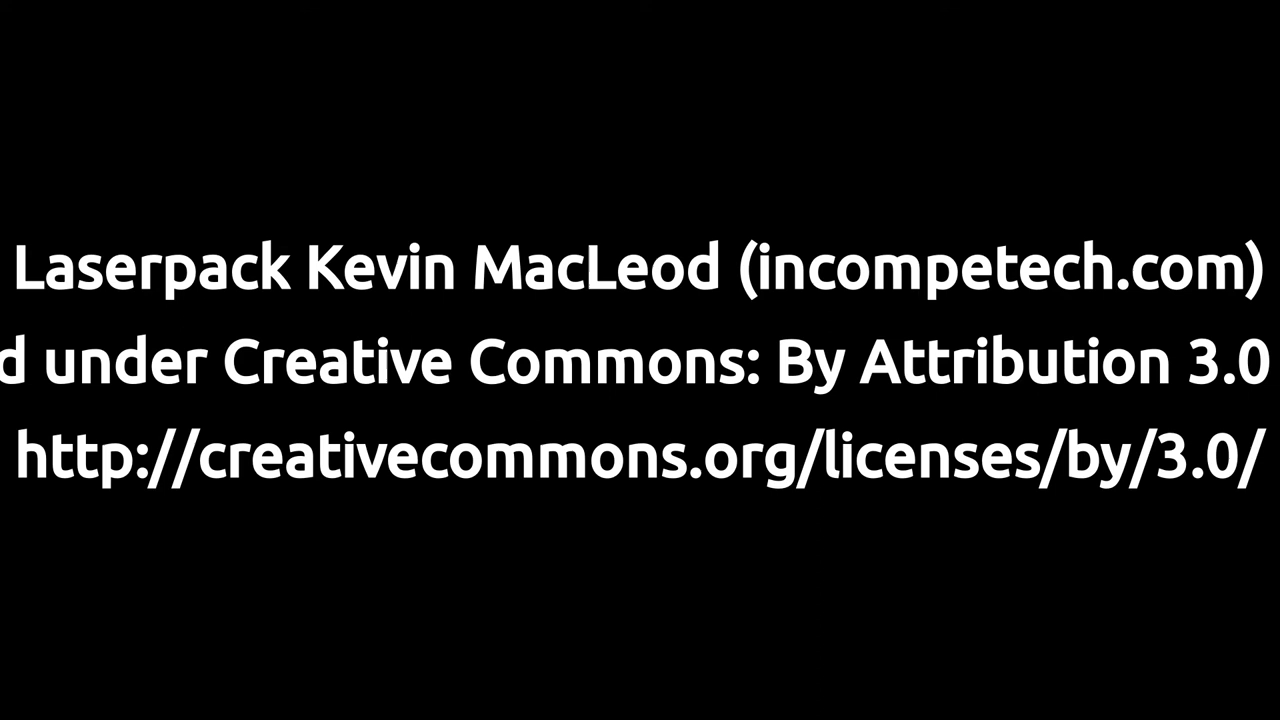 Laserpack Kevin MacLeod (incompetech.com)
d under Creative Commons: By Attribution 3.0
http://creativecommons.org/licenses/by/3.0/